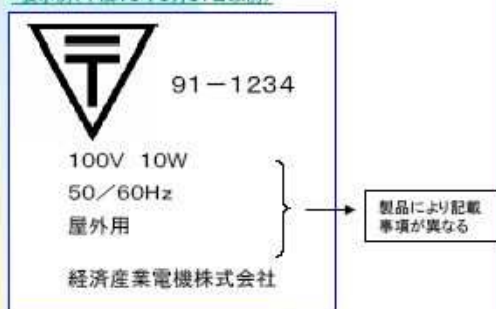 91-1234
100V 10W
50／60Hz
屋外用
製品により記載
事項が異なる
経済産業電機株式会社